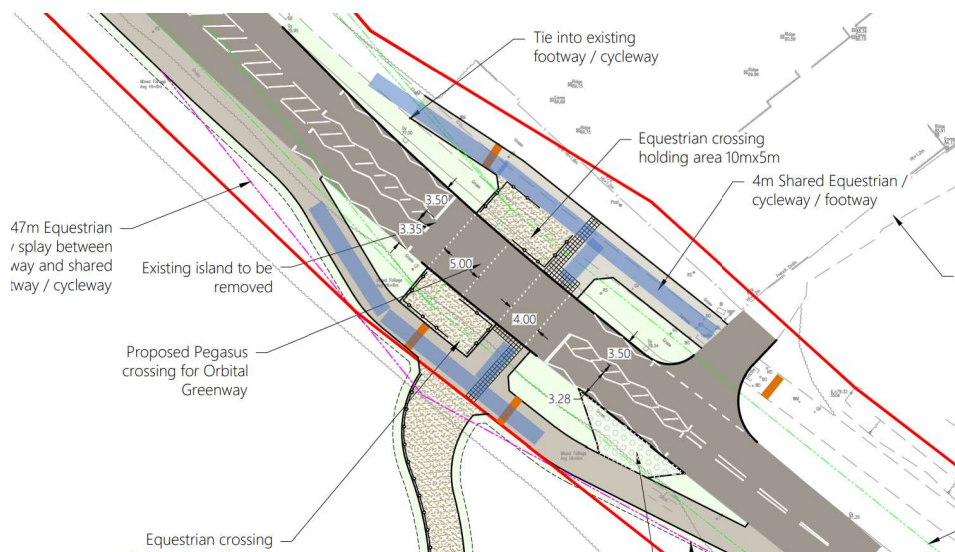 Tie into existing
footway / cycleway
Equestrian crossing
holding area 10mx5m
4m Shared Equestrian /
cycleway / footway
47m Equestrian
splay between
way and shared
tway / cycleway
Existing island to be
removed
3.50
3.35
5.00
4.00
3.50
3.28
Proposed Pegasus
crossing for Orbital
Greenway
Equestrian crossing